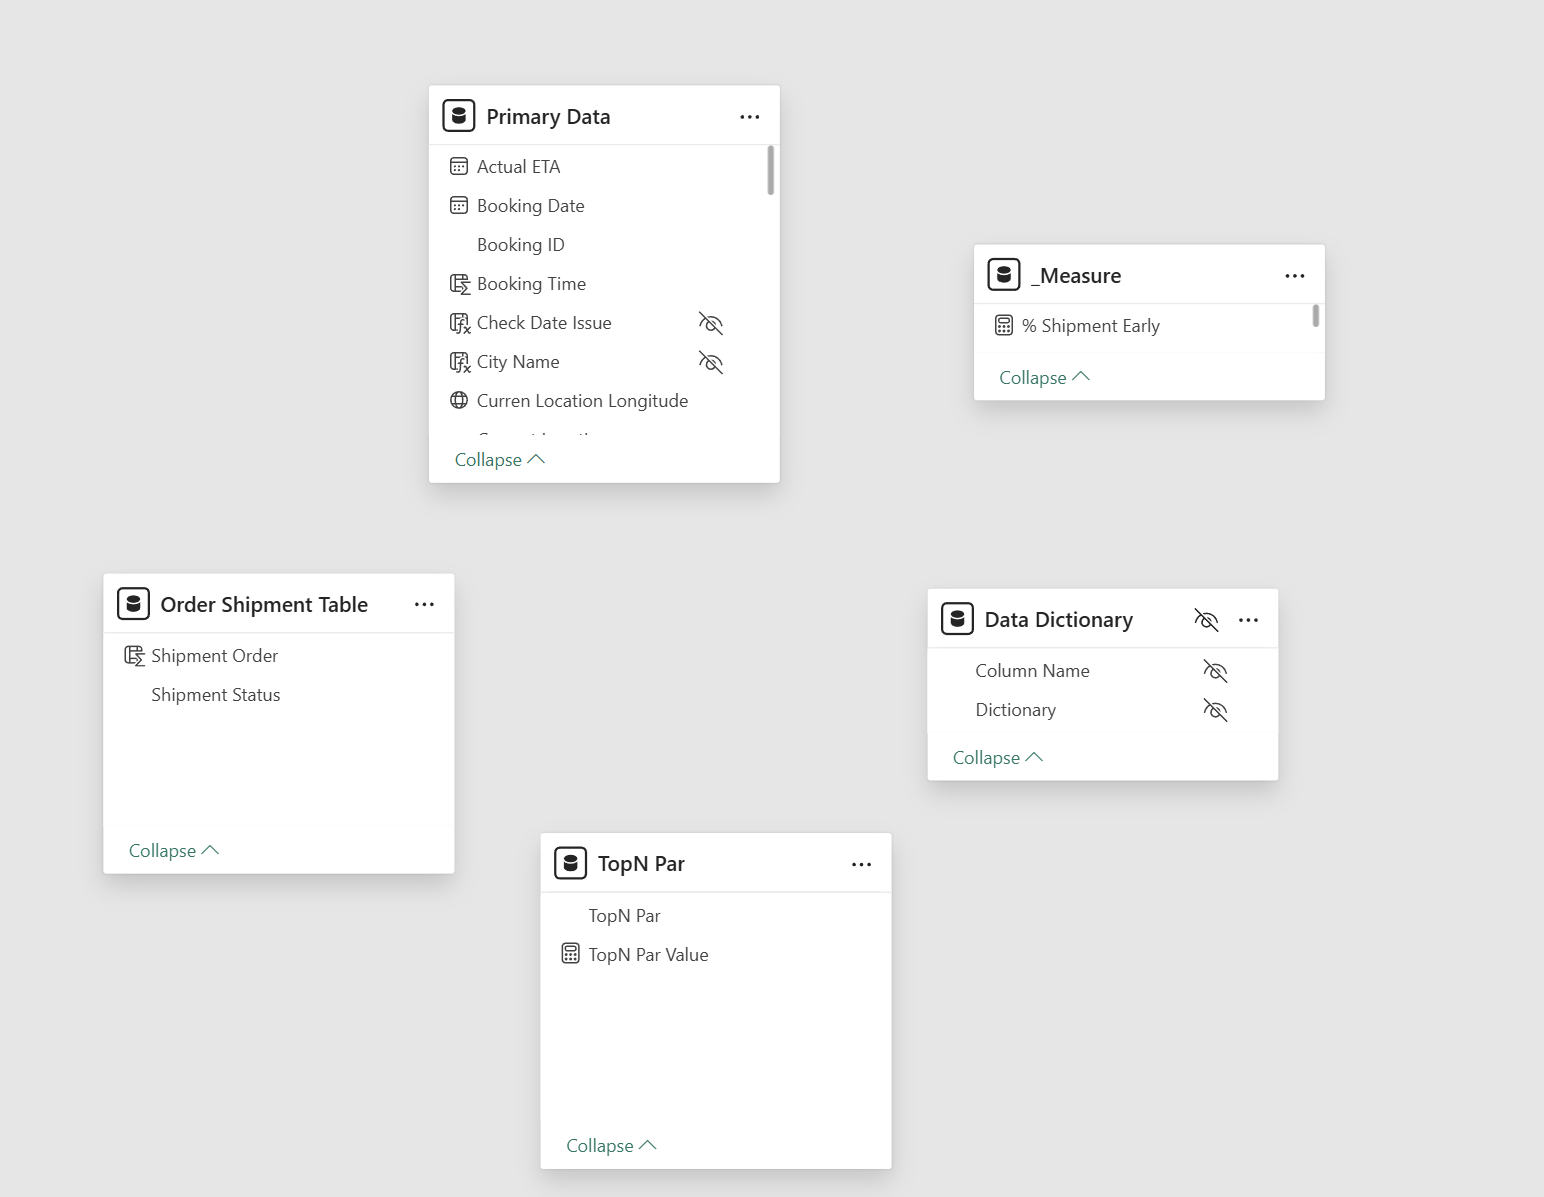 Primary Data
Actual ETA
Booking Date
Booking ID
Booking Time
Check Date Issue
City Name
Curren Location Longitude
Collapse
_Measure
% Shipment Early
Collapse
Order Shipment Table
Shipment Order
Shipment Status
Collapse
Data Dictionary
Column Name
Dictionary
Collapse
TopN Par
TopN Par
TopN Par Value
Collapse